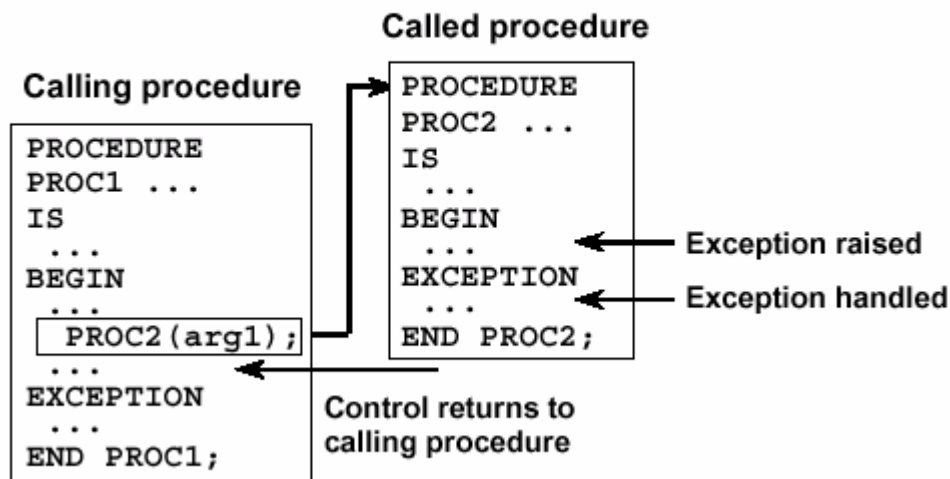 Called procedure
Calling procedure
PROCEDURE
PROC1 ...
IS
...
BEGIN
...
PROC2(arg1);
...
EXCEPTION
...
END PROC1;
PROCEDURE
PROC2 ...
IS
...
BEGIN
...
EXCEPTION
...
END PROC2;
Exception raised
Exception handled
Control returns to
calling procedure